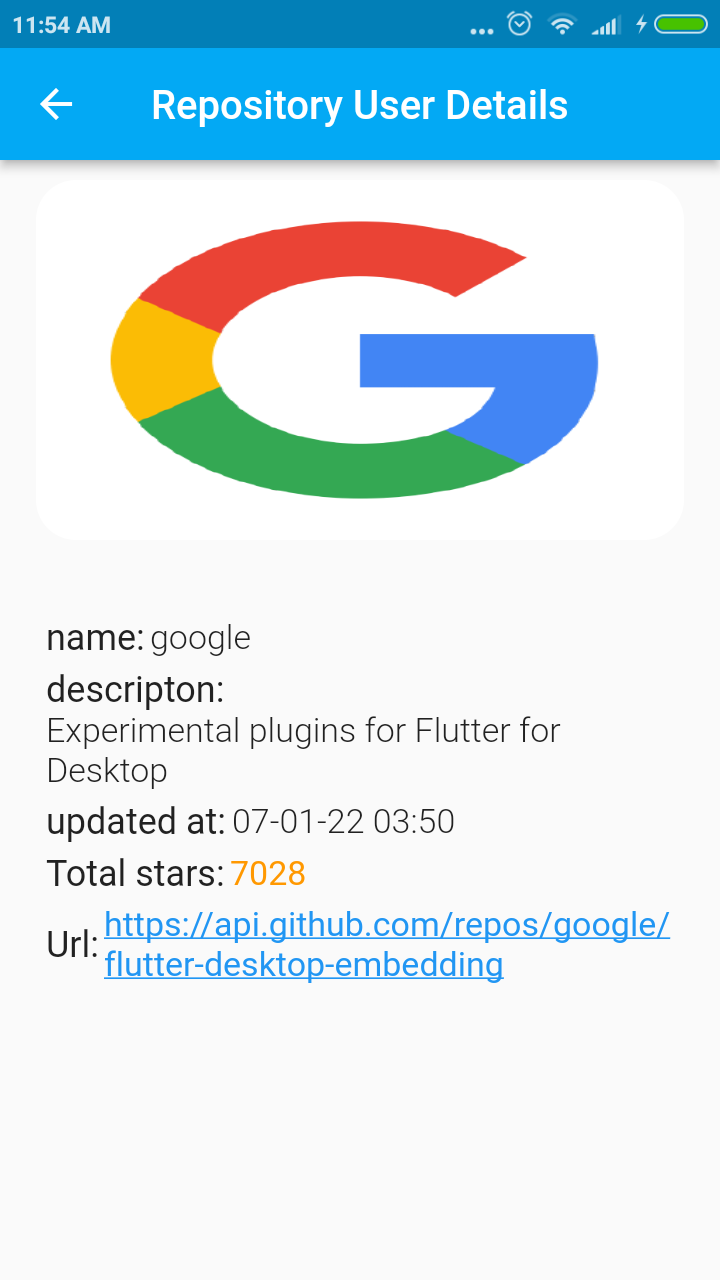 11:54 AM
Repository User Details
name: google
descripton:
Experimental plugins for Flutter for
Desktop
updated at: 07-01-22 03:50
Total stars: 7028
Url: https://api.github.com/repos/google/
flutter-desktop-embedding